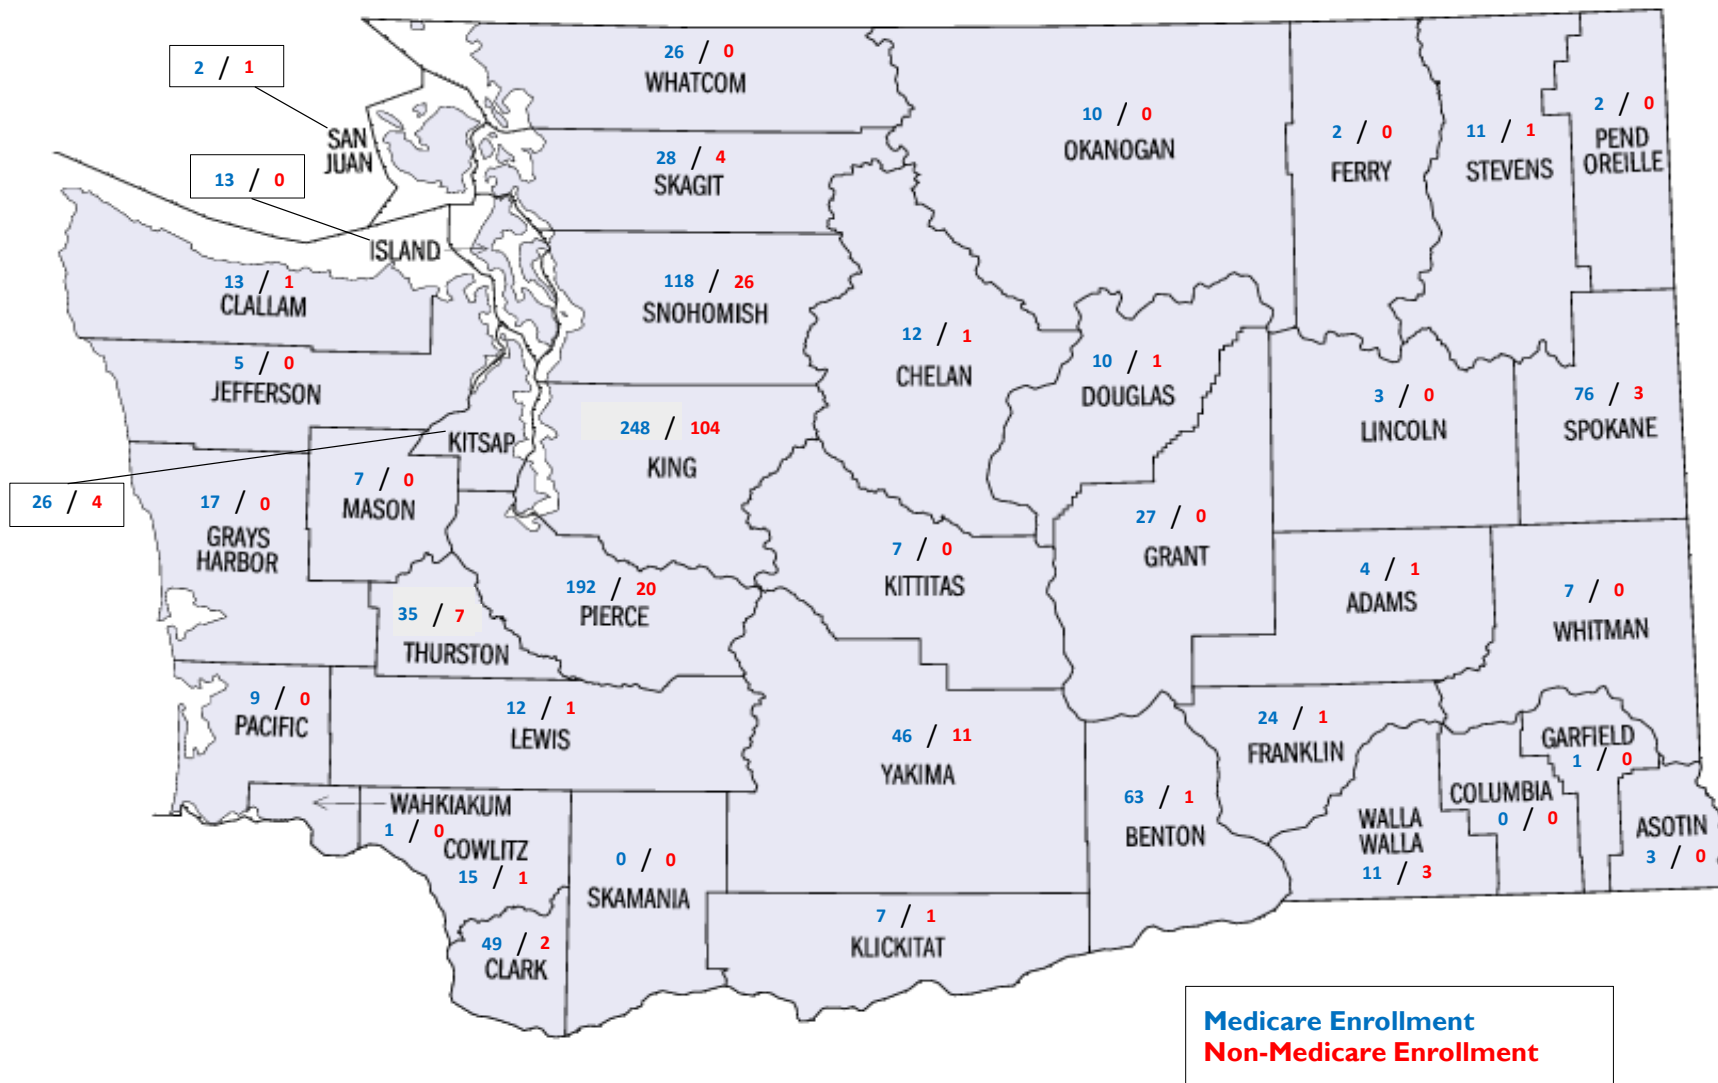 2 / 1
SAN
JUAN
13 / 0
ISLAND
26 / 0
WHATCOM
28 / 4
SKAGIT
10 / 0
OKANOGAN
2 / 0
FERRY
11 / 1
STEVENS
2 / 0
PEND
OREILLE
13 / 1
CLALLAM
118 / 26
SNOHOMISH
12 / 1
CHELAN
10 / 1
DOUGLAS
5 / 0
JEFFERSON
KITSAP
26 / 4
248 / 104
KING
3 / 0
LINCOLN
76 / 3
SPOKANE
17 / 0
GRAYS
HARBOR
7 / 0
MASON
27 / 0
GRANT
7 / 0
KITTITAS
192 / 20
PIERCE
35 / 7
THURSTON
4 / 1
ADAMS
7 / 0
WHITMAN
9 / 0
PACIFIC
12 / 1
LEWIS
46 / 11
YAKIMA
24 / 1
FRANKLIN
63 / 1
BENTON
GARFIELD
1 / 0
COLUMBIA
0 / 0
WALLA
WALLA
11 / 3
ASOTIN
3 / 0
WAHKIAKUM
1 / 0
COWLITZ
15 / 1
0 / 0
SKAMANIA
49 / 2
CLARK
7 / 1
KLICKITAT
Medicare Enrollment
Non-Medicare Enrollment